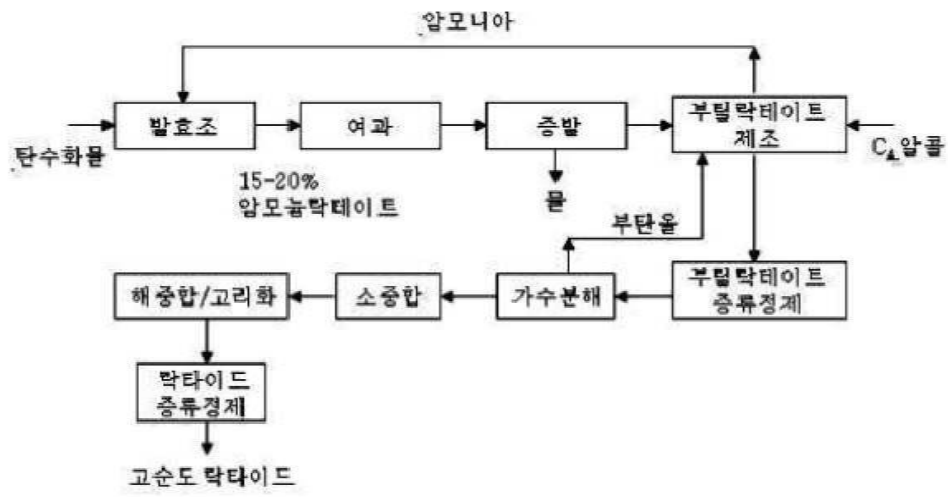 암모니아
발효조
여과
증발
부틸락테이트
제조
탄수화물
C₄알콜
15-20%
암모늄락테이트
물
부탄올
해중합/고리화
소중합
가수분해
부틸락테이트
증류정제
락타이드
증류정제
고순도 락타이드